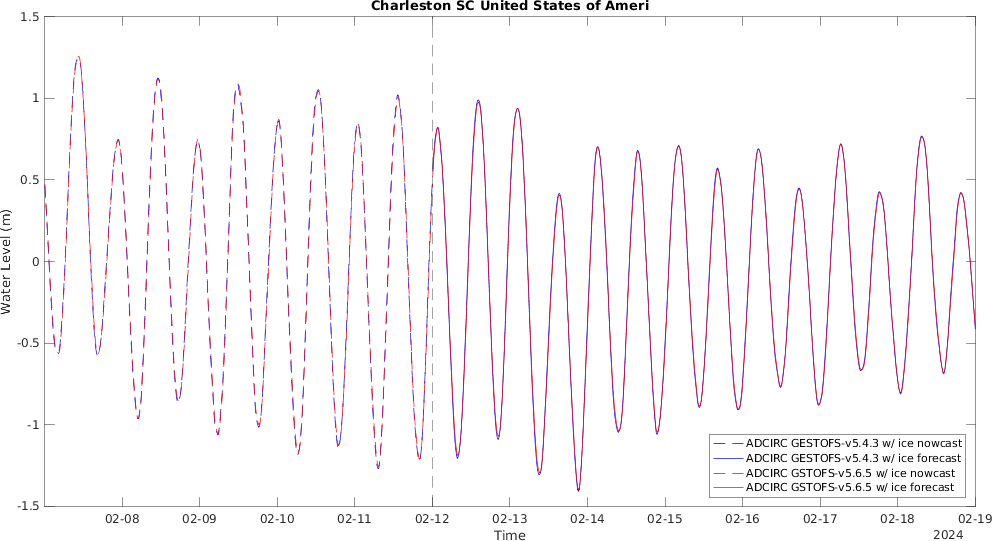 Charleston SC United States of Ameri
1.5
1
0.5
0
-0.5
-1
-1.5
Water Level (m)
ADCIRC GESTOFS-v5.4.3 w/ ice nowcast
ADCIRC GESTOFS-v5.4.3 w/ ice forecast
ADCIRC GSTOFS-v5.6.5 w/ ice nowcast
ADCIRC GSTOFS-v5.6.5 w/ ice forecast
02-08 02-09 02-10 02-11 02-12 02-13 02-14 02-15 02-16 02-17 02-18 02-19
Time
2024